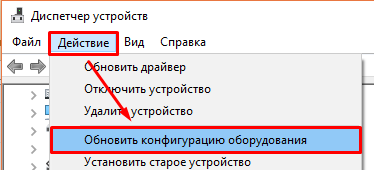 Диспетчер устройств
Файл Действие Вид Справка
Обновить драйвер
Отключить устройство
Удалить устройство
Обновить конфигурацию оборудования
Установить старое устройство